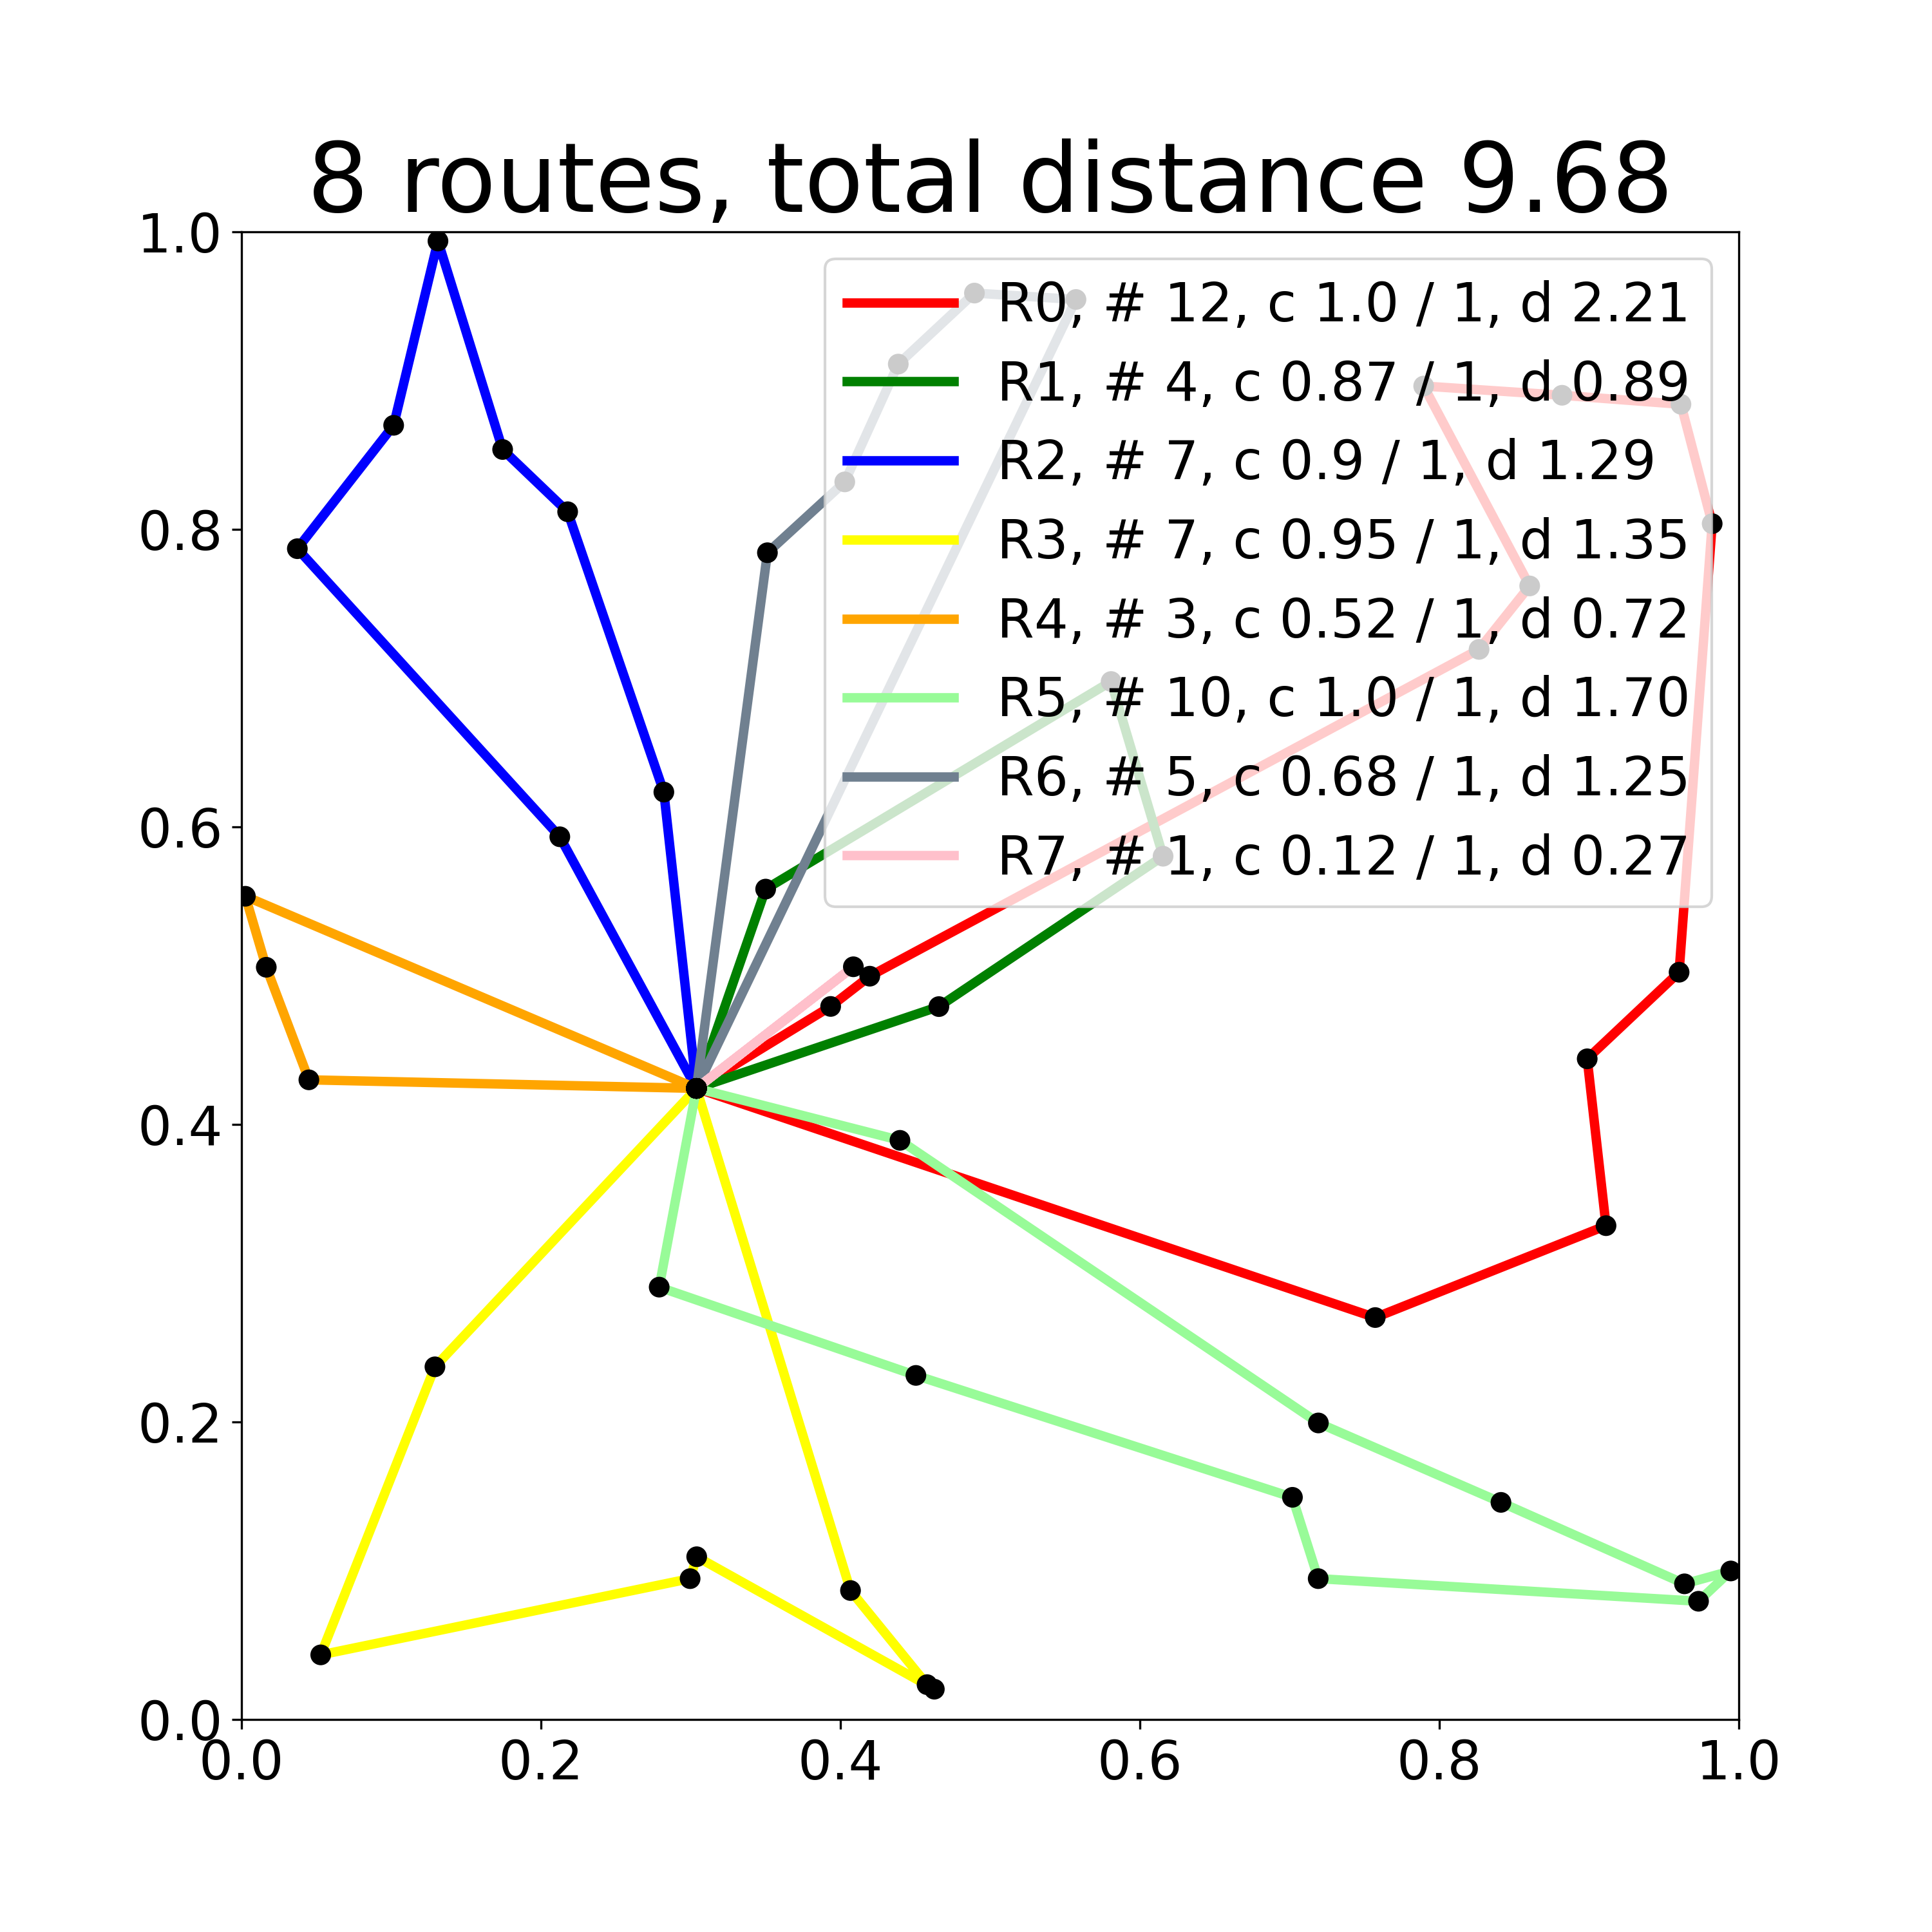 8 routes, total distance 9.68
1.0
0.8
0.6
0.4
0.2
0.0
R0, # 12, c 1.0 / 1, d 2.21
R1, # 4, c 0.87 / 1, d 0.89
R2, # 7, c 0.9 / 1, d 1.29
R3, # 7, c 0.95 / 1, d 1.35
R4, # 3, c 0.52 / 1, d 0.72
R5, # 10, c 1.0 / 1, d 1.70
R6, # 5, c 0.68 / 1, d 1.25
R7, # 1, c 0.12 / 1, d 0.27
0.0 0.2 0.4 0.6 0.8 1.0